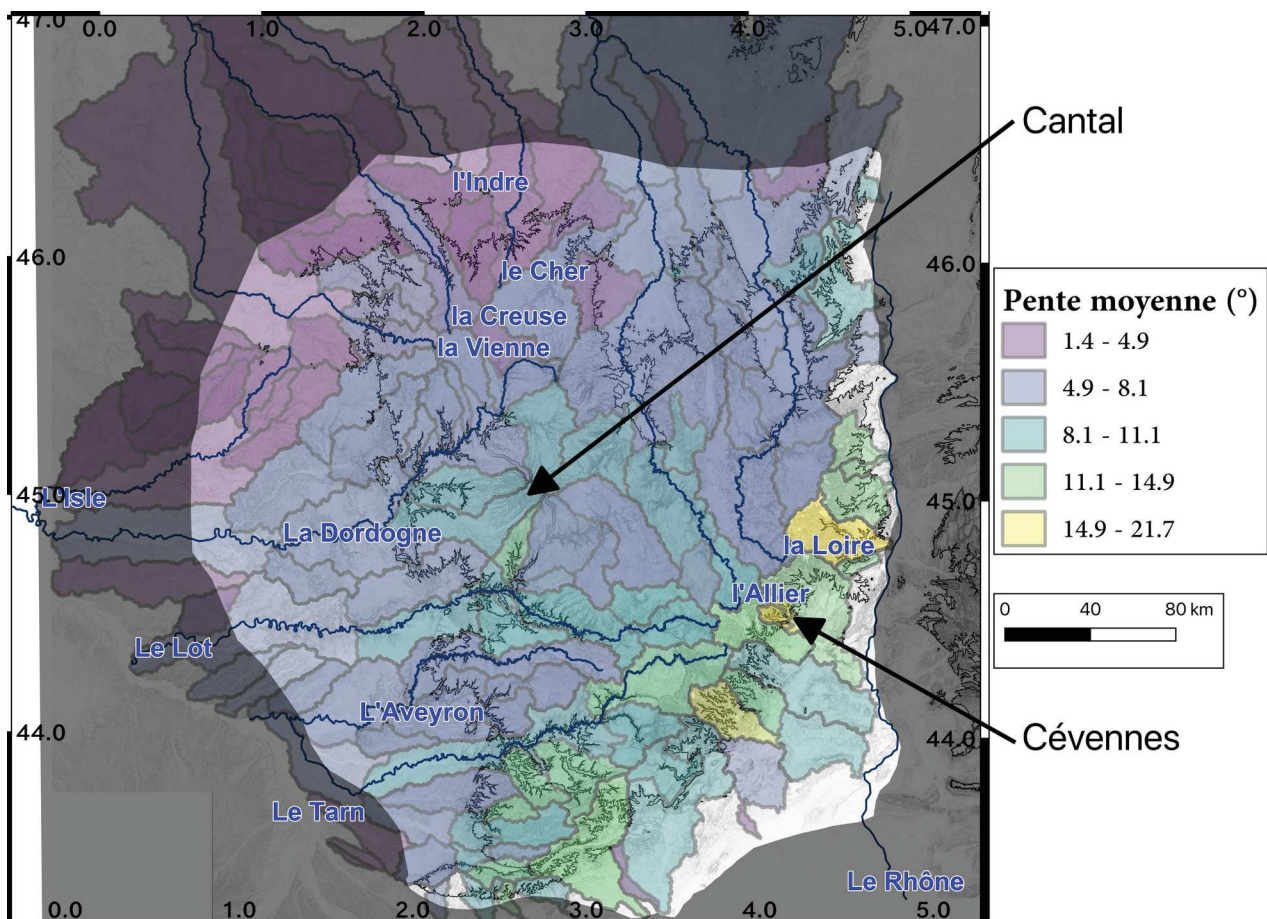 47.0
0.0
1.0
2.0
3.0
4.0
5.0
47.0
Cantal
l'Indre
46.0
46.0
le Cher
la Creuse
la Vienne
Pente moyenne (°)
1.4 - 4.9
4.9 - 8.1
8.1 - 11.1
11.1 - 14.9
14.9 - 21.7
45.0
L'Isle
45.0
La Dordogne
la Loire
l'Allier
0 40 80 km
Le Lot
L'Aveyron
44.0
44.0
Cévennes
Le Tarn
Le Rhône
0.0
1.0
2.0
3.0
4.0
5.0